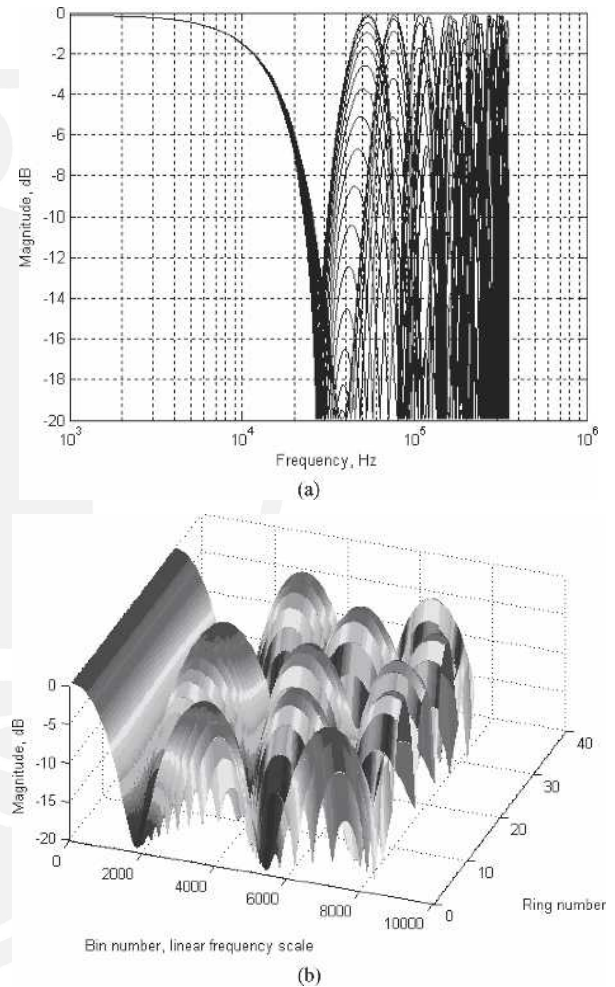 0
-2
-4
-6
-8
-10
-12
-14
-16
-18
-20
Magnitude, dB
10^3 10^4 10^5 10^6
Frequency, Hz
(a)
0
-5
-10
-15
-20
Magnitude, dB
0 2000 4000 6000 8000 10000
Bin number, linear frequency scale
0 10 20 30 40
Ring number
(b)